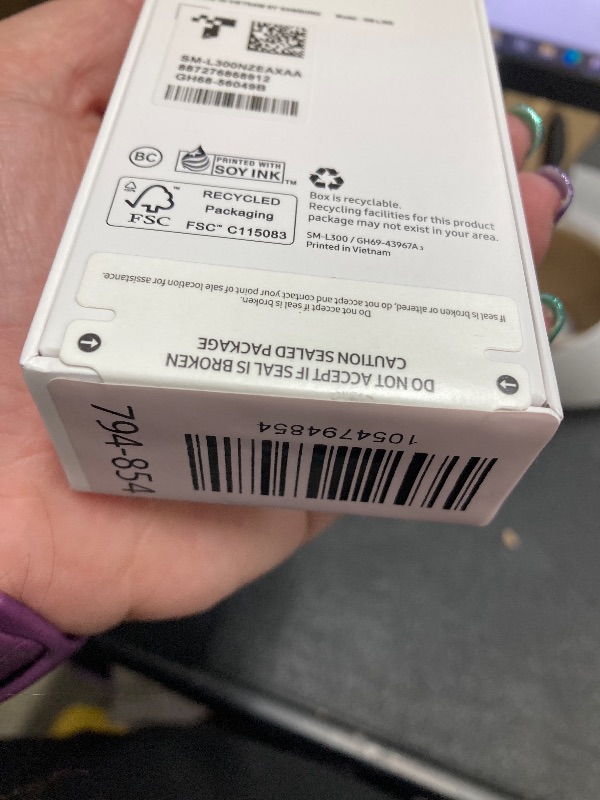 SM-L300NZEAXAA
887276868912
GH68-56049B
BC
PRINTED WITH
SOY INK™
FSC™
RECYCLED
Packaging
FSC™ C115083
Box is recyclable.
Recycling facilities for this product
package may not exist in your area.
SM-L300 / GH69-43967A
Printed in Vietnam
DO NOT ACCEPT IF SEAL IS BROKEN
CAUTION SEALED PACKAGE
Do not accept if seal is broken.
If seal is broken or altered, do not accept and contact your point of sale location for assistance.
1054794854
794-854